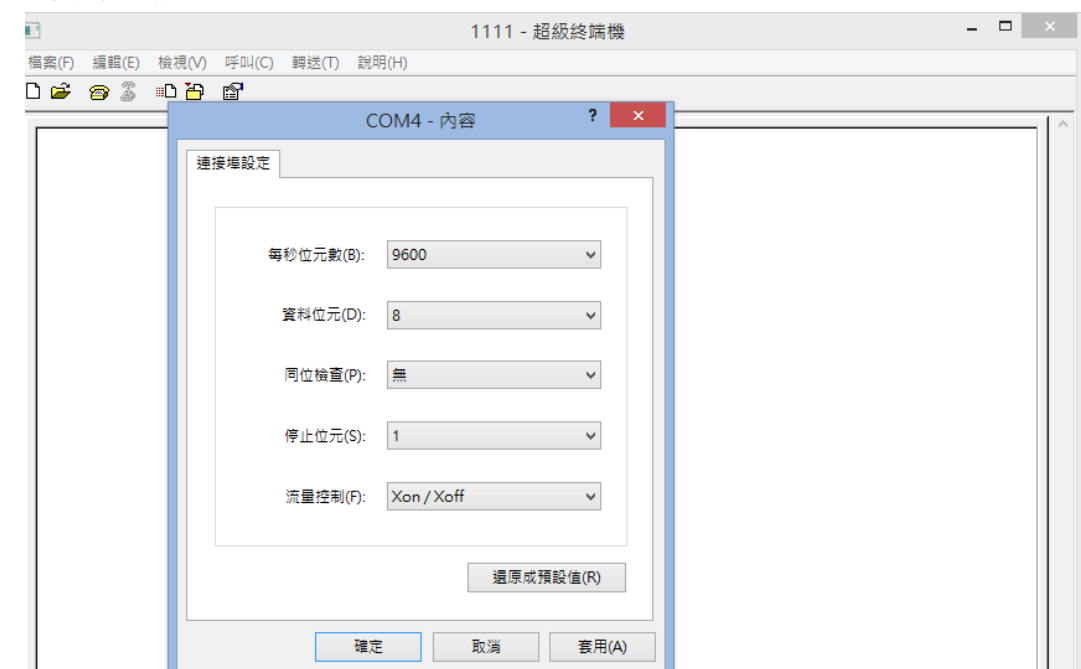 1111 - 超級終端機
檔案(F) 編輯(E) 檢視(V) 呼叫(C) 轉送(T) 說明(H)
COM4 - 內容
連接埠設定
每秒位元數(B): 9600
資料位元(D): 8
同位檢查(P): 無
停止位元(S): 1
流量控制(F): Xon / Xoff
還原成預設值(R)
確定 取消 套用(A)